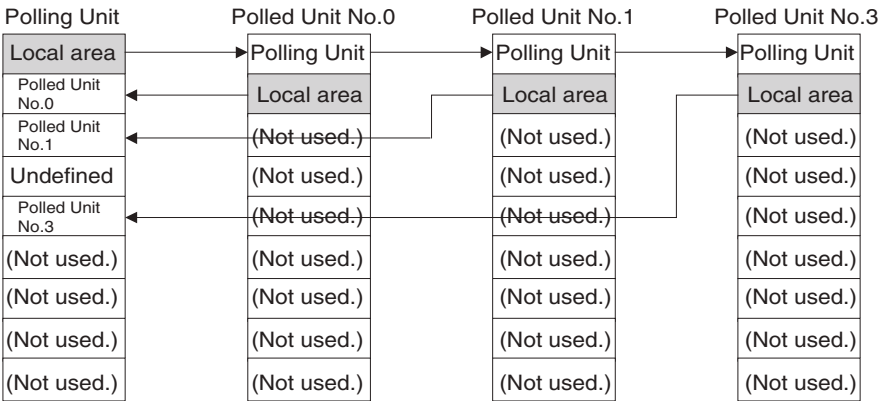 Polling Unit Polled Unit No.0 Polled Unit No.1 Polled Unit No.3
Local area Polling Unit Polling Unit Polling Unit
Polled Unit
No.0
Local area Local area Local area
Polled Unit
No.1
(Not used.) (Not used.) (Not used.)
Undefined (Not used.) (Not used.) (Not used.)
Polled Unit
No.3
(Not used.) (Not used.) (Not used.)
(Not used.) (Not used.) (Not used.) (Not used.)
(Not used.) (Not used.) (Not used.) (Not used.)
(Not used.) (Not used.) (Not used.) (Not used.)
(Not used.) (Not used.) (Not used.) (Not used.)